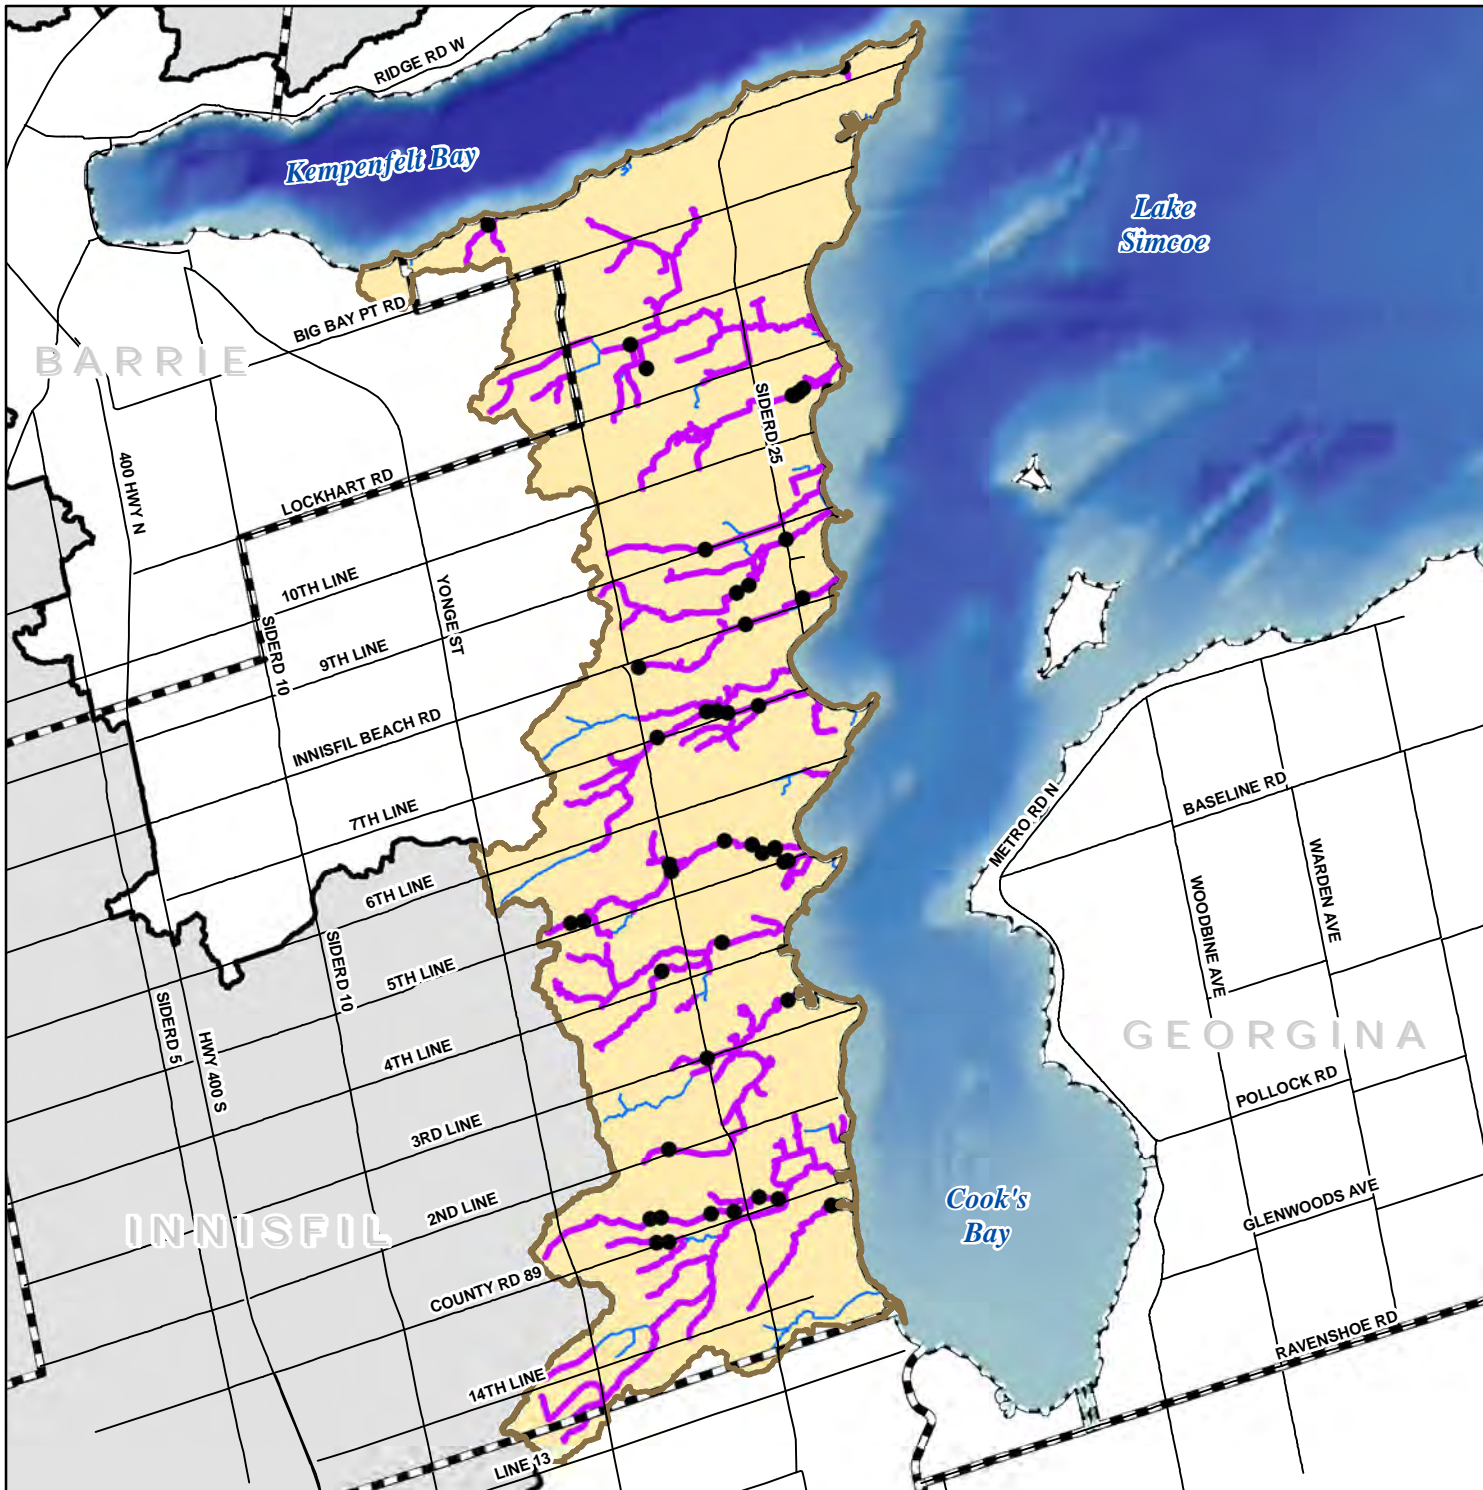 RIDGE RD W
Kempenfelt Bay
Lake
Simcoe
BIG BAY PT RD
BARRIE
SIDERD 25
400 HWY N
LOCKHART RD
10TH LINE
YONGE ST
SIDERD 10
9TH LINE
INNISFIL BEACH RD
7TH LINE
METRO RD N
BASELINE RD
WARDEN AVE
WOODBINE AVE
6TH LINE
SIDERD 10
5TH LINE
SIDERD 5
HWY 400 S
4TH LINE
GEORGINA
POLLOCK RD
3RD LINE
2ND LINE
INNISFIL
Cook's
Bay
GLENWOODS AVE
COUNTY RD 89
RAVENSHOE RD
14TH LINE
LINE 13